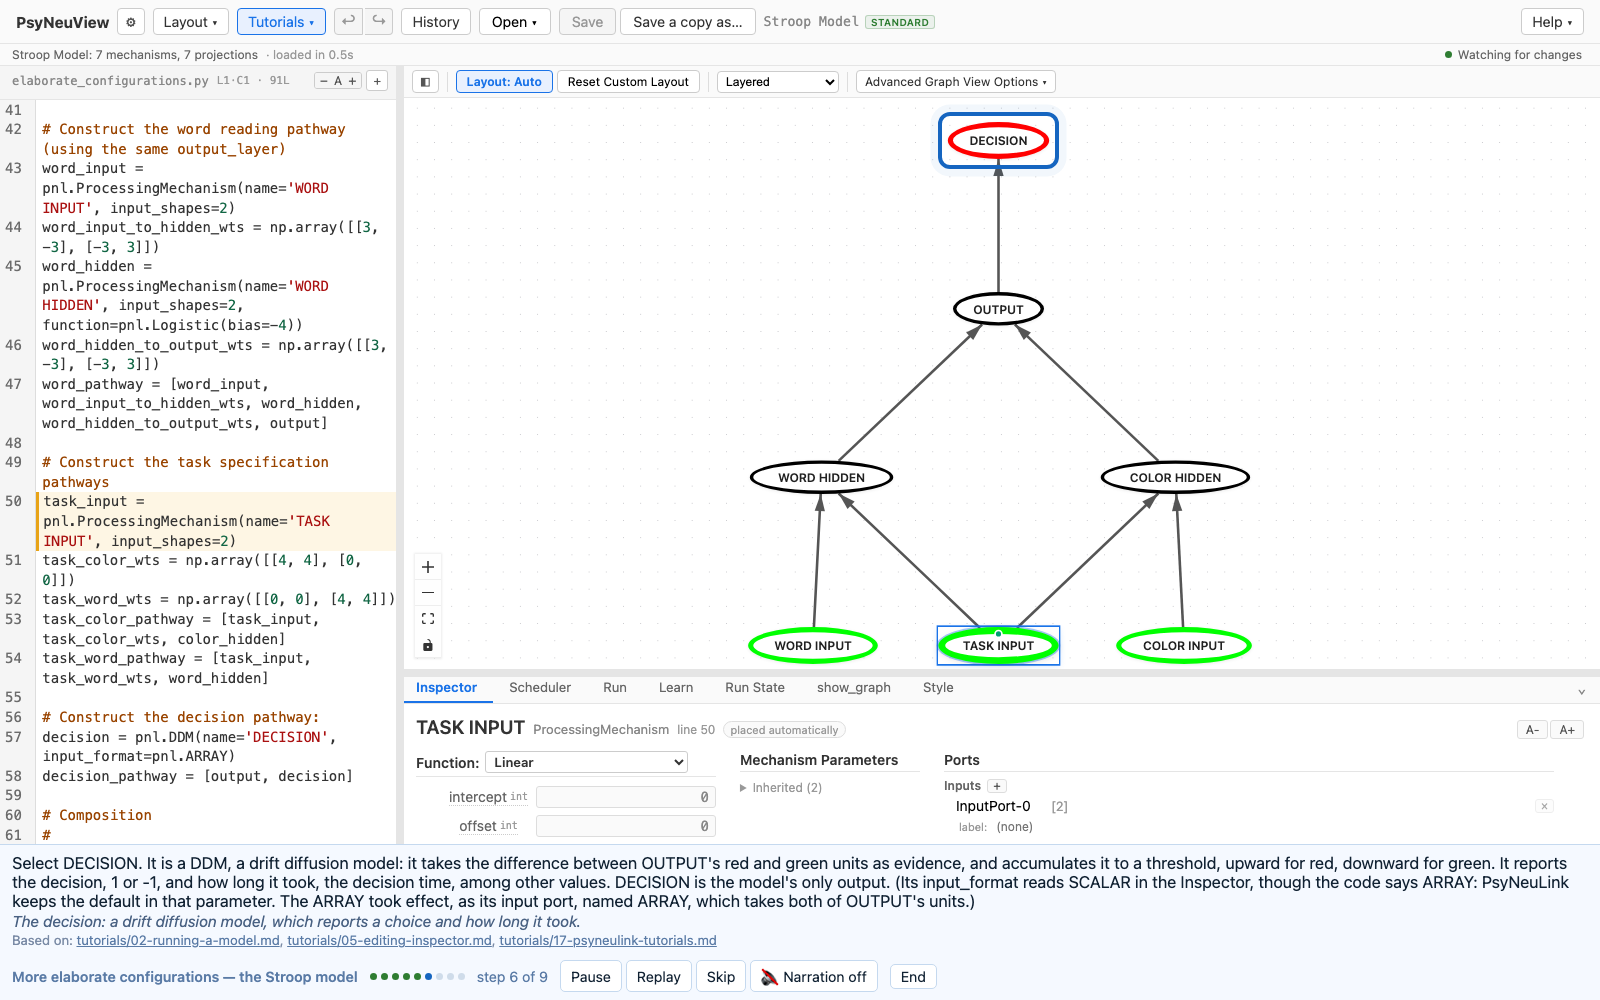 PsyNeuView ⚙ Layout ▾ Tutorials ▾ ↩ ↪ History Open ▾ Save Save a copy as... Stroop Model STANDARD Help ▾
Stroop Model: 7 mechanisms, 7 projections · loaded in 0.5s Watching for changes
elaborate_configurations.py L1·C1 · 91L − A + +
Layout: Auto Reset Custom Layout Layered Advanced Graph View Options ▾
41
42 # Construct the word reading pathway
(using the same output_layer)
43 word_input =
pnl.ProcessingMechanism(name='WORD
INPUT', input_shapes=2)
44 word_input_to_hidden_wts = np.array([[3,
−3], [−3, 3]])
45 word_hidden =
pnl.ProcessingMechanism(name='WORD
HIDDEN', input_shapes=2,
function=pnl.Logistic(bias=−4))
46 word_hidden_to_output_wts = np.array([[3,
−3], [−3, 3]])
47 word_pathway = [word_input,
word_input_to_hidden_wts, word_hidden,
word_hidden_to_output_wts, output]
48
49 # Construct the task specification
pathways
50 task_input =
pnl.ProcessingMechanism(name='TASK
INPUT', input_shapes=2)
51 task_color_wts = np.array([[4, 4], [0,
0]])
52 task_word_wts = np.array([[0, 0], [4, 4]])
53 task_color_pathway = [task_input,
task_color_wts, color_hidden]
54 task_word_pathway = [task_input,
task_word_wts, word_hidden]
55
56 # Construct the decision pathway:
57 decision = pnl.DDM(name='DECISION',
input_format=pnl.ARRAY)
58 decision_pathway = [output, decision]
59
60 # Composition
61 #
DECISION
OUTPUT
WORD HIDDEN COLOR HIDDEN
WORD INPUT TASK INPUT COLOR INPUT
Inspector Scheduler Run Learn Run State show_graph Style
TASK INPUT ProcessingMechanism line 50 placed automatically A- A+
Function: Linear
intercept int 0
offset int 0
Mechanism Parameters
▶ Inherited (2)
Ports
Inputs +
InputPort-0 [2] x
label: (none)
Select DECISION. It is a DDM, a drift diffusion model: it takes the difference between OUTPUT's red and green units as evidence, and accumulates it to a threshold, upward for red, downward for green. It reports
the decision, 1 or -1, and how long it took, the decision time, among other values. DECISION is the model's only output. (Its input_format reads SCALAR in the Inspector, though the code says ARRAY: PsyNeuLink
keeps the default in that parameter. The ARRAY took effect, as its input port, named ARRAY, which takes both of OUTPUT's units.)
The decision: a drift diffusion model, which reports a choice and how long it took.
Based on: tutorials/02-running-a-model.md, tutorials/05-editing-inspector.md, tutorials/17-psyneulink-tutorials.md
More elaborate configurations — the Stroop model step 6 of 9 Pause Replay Skip Narration off End